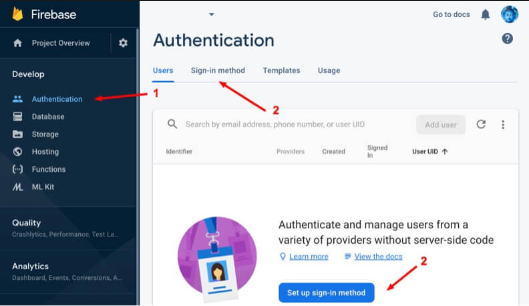 Firebase
Go to docs
Project Overview
Authentication
Develop
Users Sign-in method Templates Usage
Authentication
1
2
Database
Storage
Hosting
Functions
ML Kit
Search by email address, phone number, or user UID
Add user
Identifier Providers Created Signed In User UID ↑
Quality
Crashlytics, Performance, Test La...
Analytics
Dashboard, Events, Conversions, A...
Authenticate and manage users from a
variety of providers without server-side code
Learn more View the docs
2
Set up sign-in method